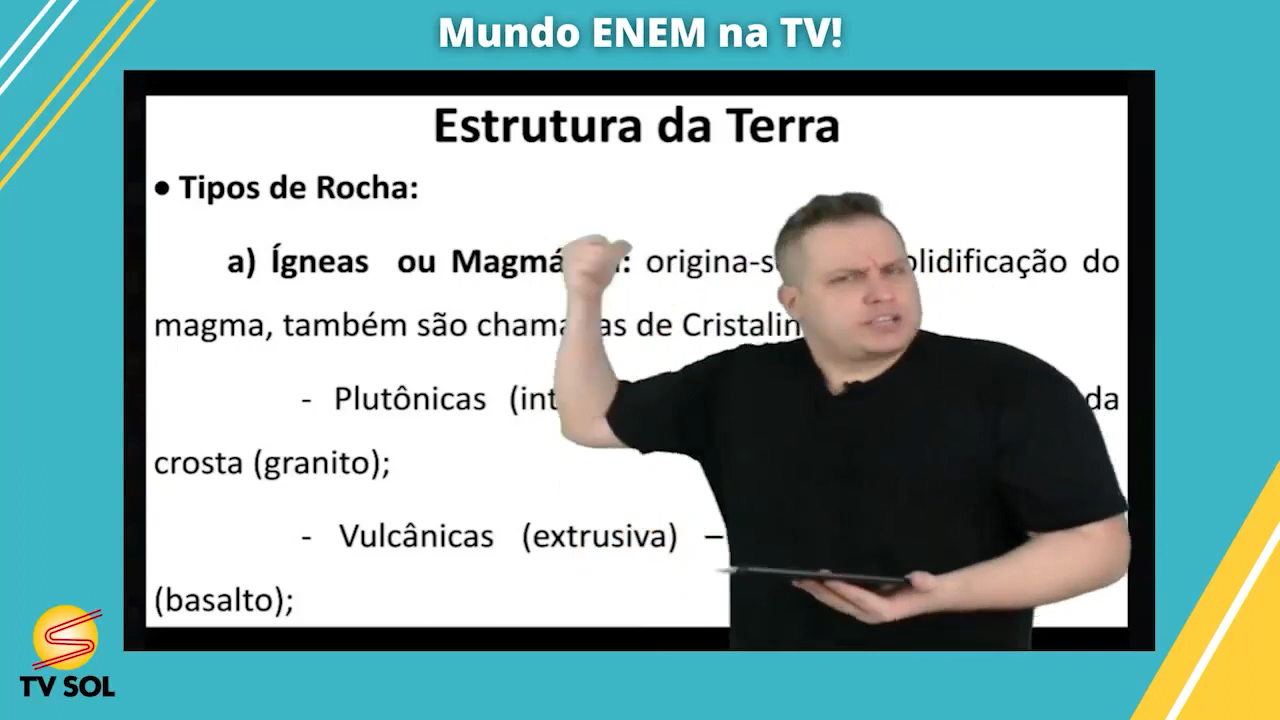 Mundo ENEM na TV!
Estrutura da Terra
• Tipos de Rocha:
a) Ígneas ou Magmá : origina-s olidificação do
magma, também são chama as de Cristalin
- Plutônicas (int da
crosta (granito);
- Vulcânicas (extrusiva) –
(basalto);
TV SOL